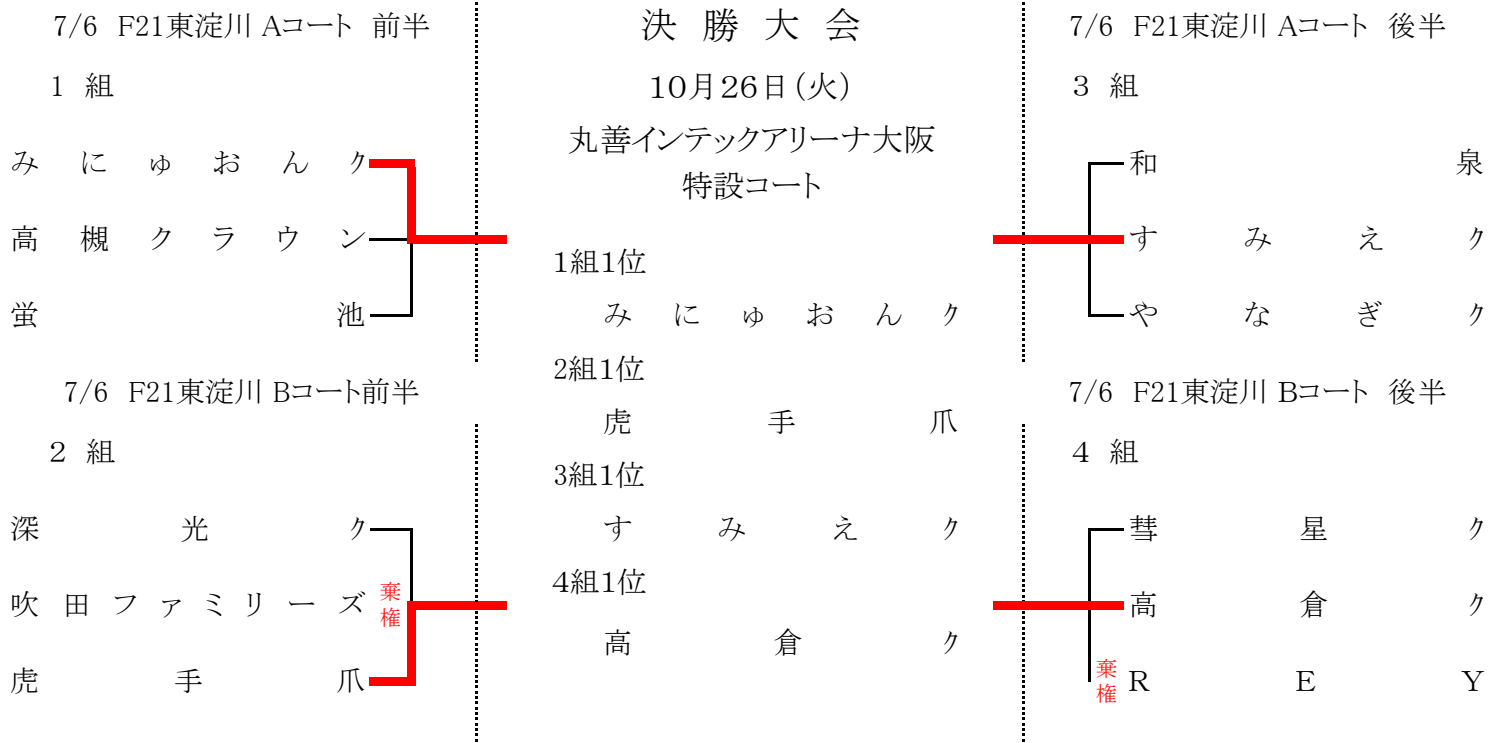 7/6 F21東淀川 Aコート 前半
1 組
みにゅおんク
高槻クラウン
蛍池
7/6 F21東淀川 Bコート前半
2 組
深光ク
吹田ファミリーズ 棄権
虎手爪
決勝大会
10月26日(火)
丸善インテックアリーナ大阪
特設コート
1組1位
みにゅおんク
2組1位
虎手爪
3組1位
すみえク
4組1位
高倉ク
7/6 F21東淀川 Aコート 後半
3 組
和泉
すみえク
やなぎク
7/6 F21東淀川 Bコート 後半
4 組
彗星ク
高倉ク
棄権 REY